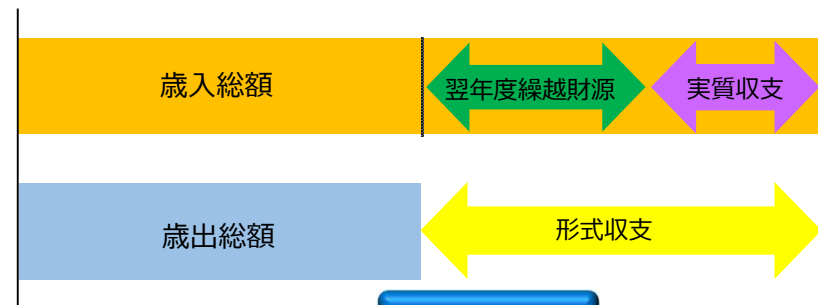 歳入総額
翌年度繰越財源
実質収支
歳出総額
形式収支